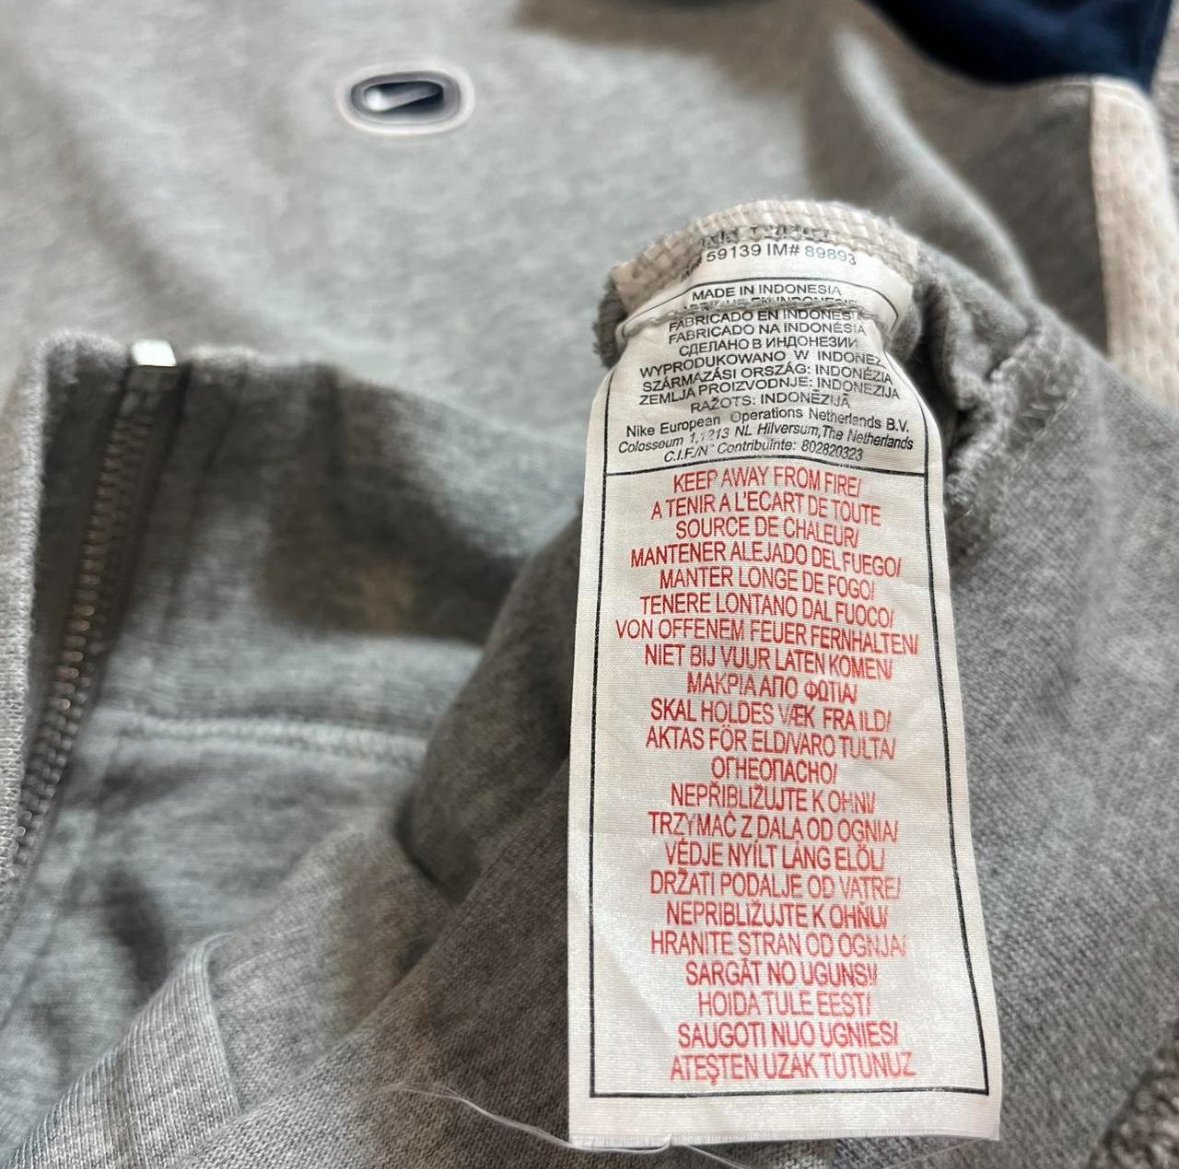 59139 IM# 89893
MADE IN INDONESIA
FABRICADO EN INDONESIA
FABRICADO NA INDONÉSIA
СДЕЛАНО В ИНДОНЕЗИИ
WYPRODUKOWANO W INDONEZ
SZÁRMAZÁSI ORSZÁG: INDONÉZIA
ZEMLJA PROIZVODNJE: INDONEZIJA
RAŽOTS: INDONĒZIJĀ
Nike European Operations Netherlands B.V.
Colosseum 1,1213 NL Hilversum,The Netherlands
C.I.F./N° Contribuinte: 802820323
KEEP AWAY FROM FIRE/
A TENIR A L'ECART DE TOUTE
SOURCE DE CHALEUR/
MANTENER ALEJADO DEL FUEGO/
MANTER LONGE DE FOGO/
TENERE LONTANO DAL FUOCO/
VON OFFENEM FEUER FERNHALTEN/
NIET BIJ VUUR LATEN KOMEN/
ΜΑΚΡΙΑ ΑΠΟ ΦΩΤΙΑ/
SKAL HOLDES VÆK FRA ILD/
AKTAS FÖR ELD/VARO TULTA/
ОГНЕОПАСНО/
NEPŘIBLIŽUJTE K OHNI/
TRZYMAĆ Z DALA OD OGNIA/
VÉDJE NYÍLT LÁNG ELŐL/
DRŽATI PODALJE OD VATRE/
NEPRIBLIŽUJTE K OHŇU/
HRANITE STRAN OD OGNJA/
SARGĀT NO UGUNS!/
HOIDA TULE EEST/
SAUGOTI NUO UGNIES/
ATEŞTEN UZAK TUTUNUZ